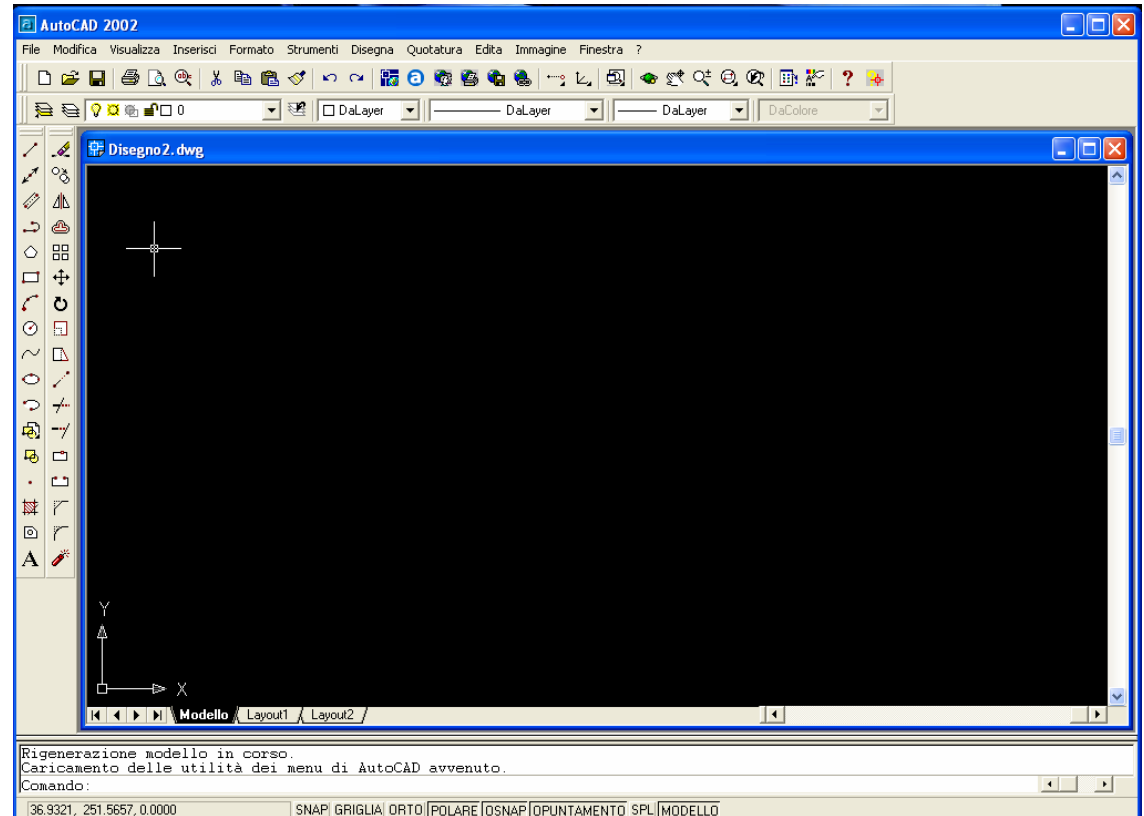 AutoCAD 2002
File Modifica Visualizza Inserisci Formato Strumenti Disegna Quotatura Edita Immagine Finestra ?
0 DaLayer DaLayer DaLayer DaColore
Disegno2.dwg
Y
X
Modello Layout1 Layout2
Rigenerazione modello in corso.
Caricamento delle utilità dei menu di AutoCAD avvenuto.
Comando:
36.9321, 251.5657, 0.0000 SNAP GRIGLIA ORTO POLARE OSNAP OPUNTAMENTO SPL MODELLO